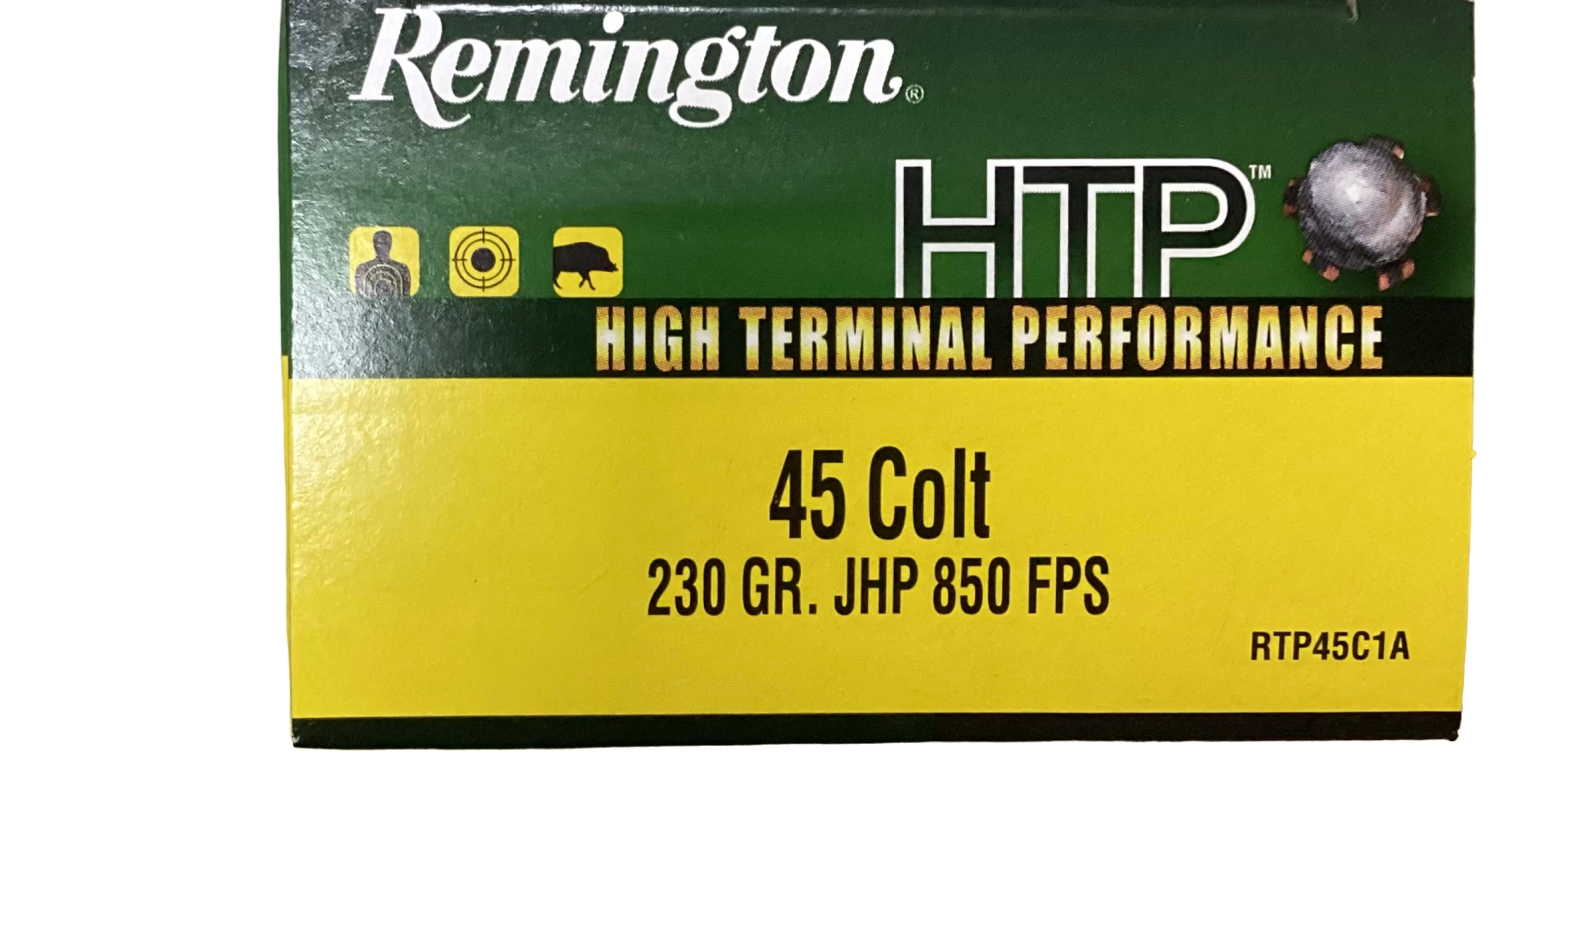 Remington®
HTP™
HIGH TERMINAL PERFORMANCE
45 Colt
230 GR. JHP 850 FPS
RTP45C1A